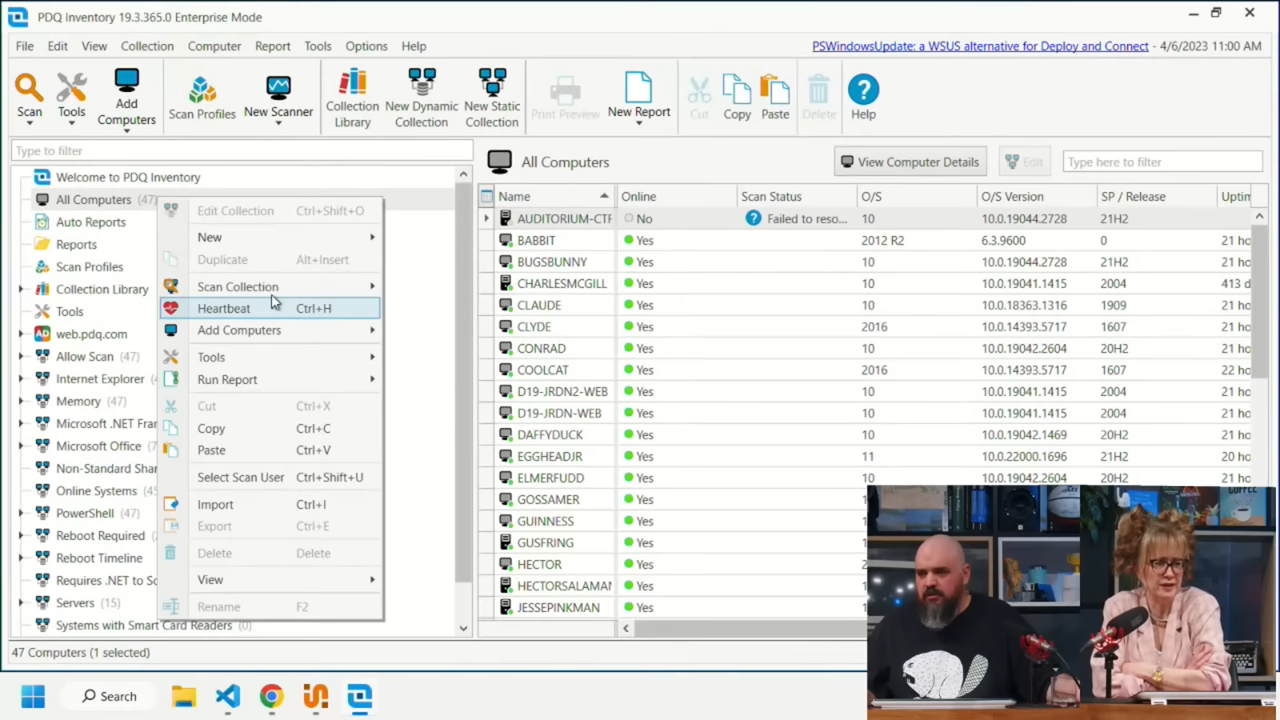 PDQ Inventory 19.3.365.0 Enterprise Mode
File Edit View Collection Computer Report Tools Options Help
PSWindowsUpdate: a WSUS alternative for Deploy and Connect - 4/6/2023 11:00 AM
Scan Tools Add Computers Scan Profiles New Scanner Collection Library New Dynamic Collection New Static Collection Print Preview New Report Cut Copy Paste Delete Help
Type to filter
All Computers View Computer Details Edit Type here to filter
Welcome to PDQ Inventory
All Computers (47)
Auto Reports
Reports
Scan Profiles
Collection Library
Tools
AD web.pdq.com
Allow Scan (47)
Internet Explorer
Memory (47)
Microsoft .NET Fra
Microsoft Office
Non-Standard Shar
Online Systems (45
PowerShell (47)
Reboot Required
Reboot Timeline
Requires .NET to Sc
Servers (15)
Systems with Smart Card Readers (0)
Edit Collection Ctrl+Shift+O
New
Duplicate Alt+Insert
Scan Collection
Heartbeat Ctrl+H
Add Computers
Tools
Run Report
Cut Ctrl+X
Copy Ctrl+C
Paste Ctrl+V
Select Scan User Ctrl+Shift+U
Import Ctrl+I
Export Ctrl+E
Delete Delete
View
Rename F2
Name Online Scan Status O/S O/S Version SP / Release Uptim
AUDITORIUM-CTF No ? Failed to reso... 10 10.0.19044.2728 21H2
BABBIT Yes 2012 R2 6.3.9600 0 21 ho
BUGSBUNNY Yes 10 10.0.19044.2728 21H2 21 ho
CHARLESMCGILL Yes 10 10.0.19041.1415 2004 413 d
CLAUDE Yes 10 10.0.18363.1316 1909 21 ho
CLYDE Yes 2016 10.0.14393.5717 1607 21 ho
CONRAD Yes 10 10.0.19042.2604 20H2 21 ho
COOLCAT Yes 2016 10.0.14393.5717 1607 22 ho
D19-JRDN2-WEB Yes 10 10.0.19041.1415 2004 21 ho
D19-JRDN-WEB Yes 10 10.0.19041.1415 2004 21 ho
DAFFYDUCK Yes 10 10.0.19042.1469 20H2 21 ho
EGGHEADJR Yes 11 10.0.22000.1696 21H2 20 ho
ELMERFUDD Yes 10 10.0.19042.2604 20H2 21 ho
GOSSAMER Yes
GUINNESS Yes
GUSFRING Yes
HECTOR Yes
HECTORSALAMAN Yes
JESSEPINKMAN Yes
47 Computers (1 selected)
Search
COFFEE